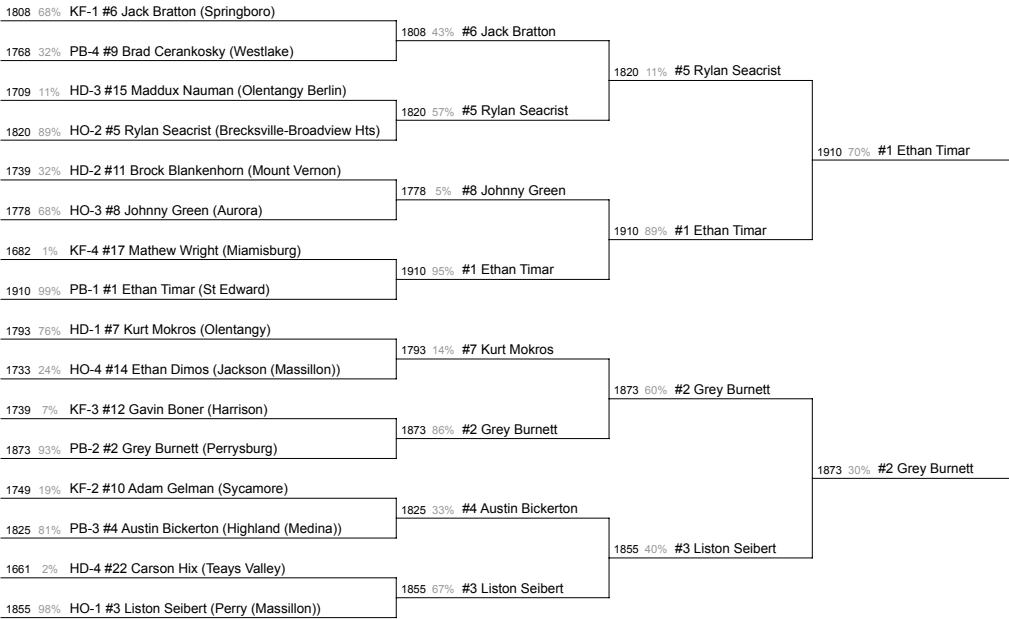 1808 68% KF-1 #6 Jack Bratton (Springboro)
1768 32% PB-4 #9 Brad Cerankosky (Westlake)
1709 11% HD-3 #15 Maddux Nauman (Olentangy Berlin)
1820 89% HO-2 #5 Rylan Seacrist (Brecksville-Broadview Hts)
1739 32% HD-2 #11 Brock Blankenhorn (Mount Vernon)
1778 68% HO-3 #8 Johnny Green (Aurora)
1682 1% KF-4 #17 Mathew Wright (Miamisburg)
1910 99% PB-1 #1 Ethan Timar (St Edward)
1793 76% HD-1 #7 Kurt Mokros (Olentangy)
1733 24% HO-4 #14 Ethan Dimos (Jackson (Massillon))
1739 7% KF-3 #12 Gavin Boner (Harrison)
1873 93% PB-2 #2 Grey Burnett (Perrysburg)
1749 19% KF-2 #10 Adam Gelman (Sycamore)
1825 81% PB-3 #4 Austin Bickerton (Highland (Medina))
1661 2% HD-4 #22 Carson Hix (Teays Valley)
1855 98% HO-1 #3 Liston Seibert (Perry (Massillon))
1808 43% #6 Jack Bratton
1820 57% #5 Rylan Seacrist
1778 5% #8 Johnny Green
1910 95% #1 Ethan Timar
1793 14% #7 Kurt Mokros
1873 86% #2 Grey Burnett
1825 33% #4 Austin Bickerton
1855 67% #3 Liston Seibert
1820 11% #5 Rylan Seacrist
1910 89% #1 Ethan Timar
1873 60% #2 Grey Burnett
1855 40% #3 Liston Seibert
1910 70% #1 Ethan Timar
1873 30% #2 Grey Burnett